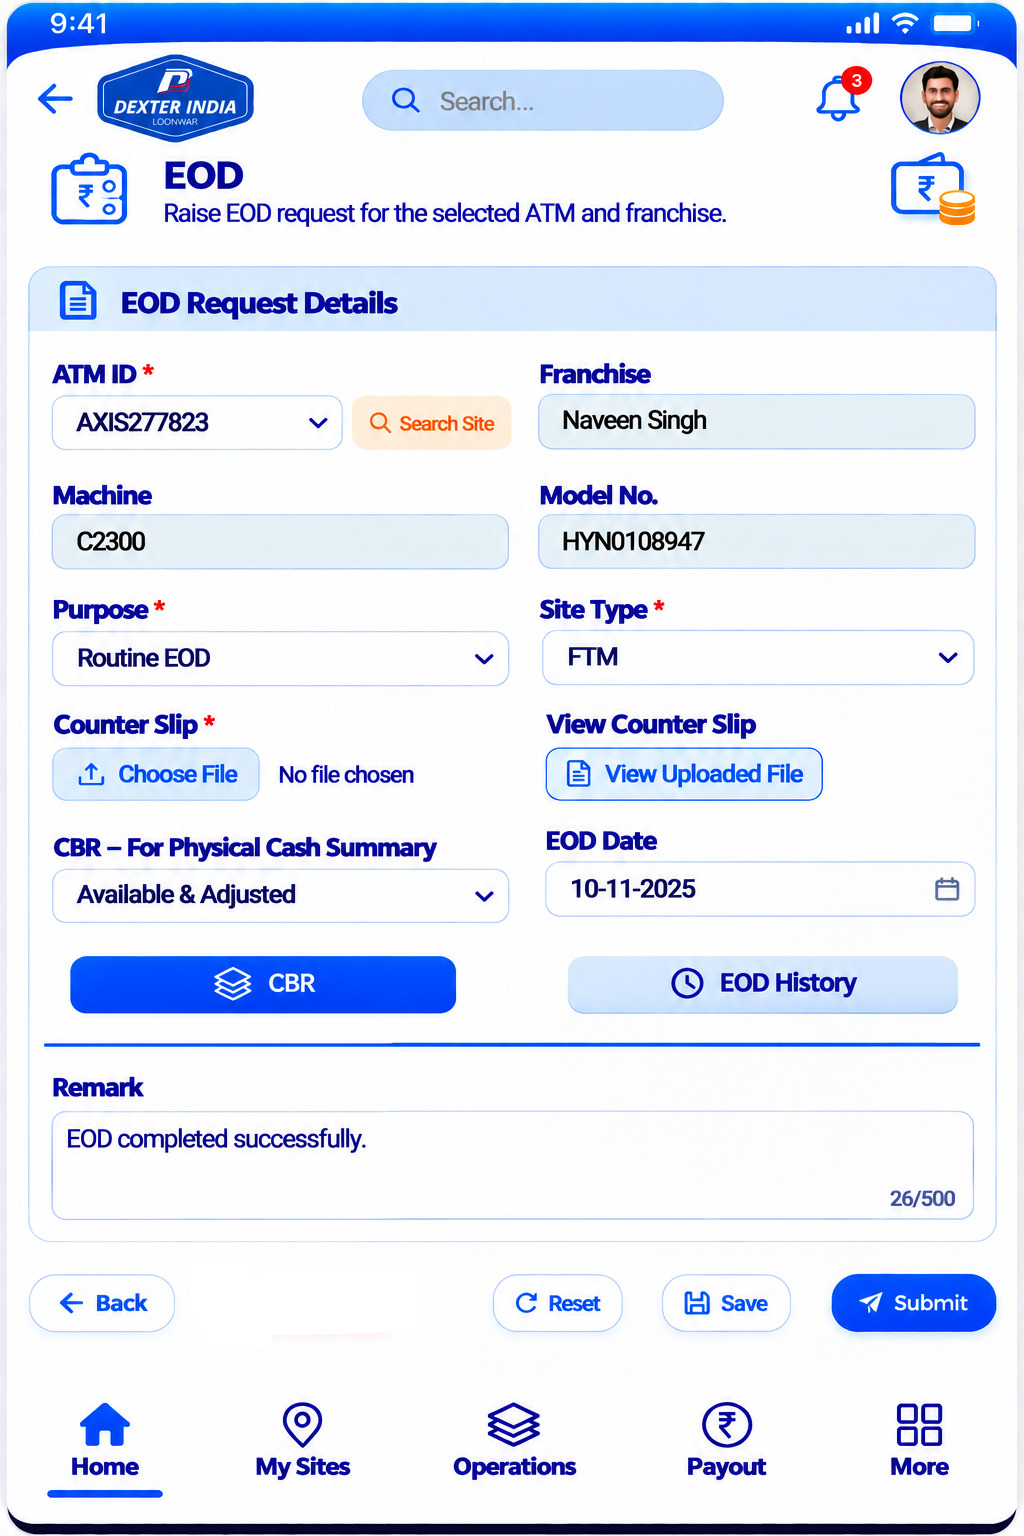 9:41
DEXTER INDIA
LOONWAR
Search...
3
EOD
Raise EOD request for the selected ATM and franchise.
₹
₹
EOD Request Details
ATM ID *
AXIS277823
Search Site
Franchise
Naveen Singh
Machine
C2300
Model No.
HYN0108947
Purpose *
Routine EOD
Site Type *
FTM
Counter Slip *
Choose File
No file chosen
View Counter Slip
View Uploaded File
CBR – For Physical Cash Summary
Available & Adjusted
EOD Date
10-11-2025
CBR
EOD History
Remark
EOD completed successfully.
26/500
Back
Reset
Save
Submit
₹
Home
My Sites
Operations
Payout
More